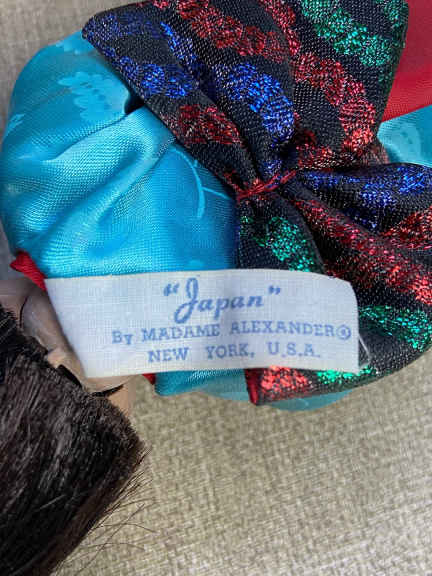 "Japan"
By MADAME ALEXANDER®
NEW YORK, U.S.A.